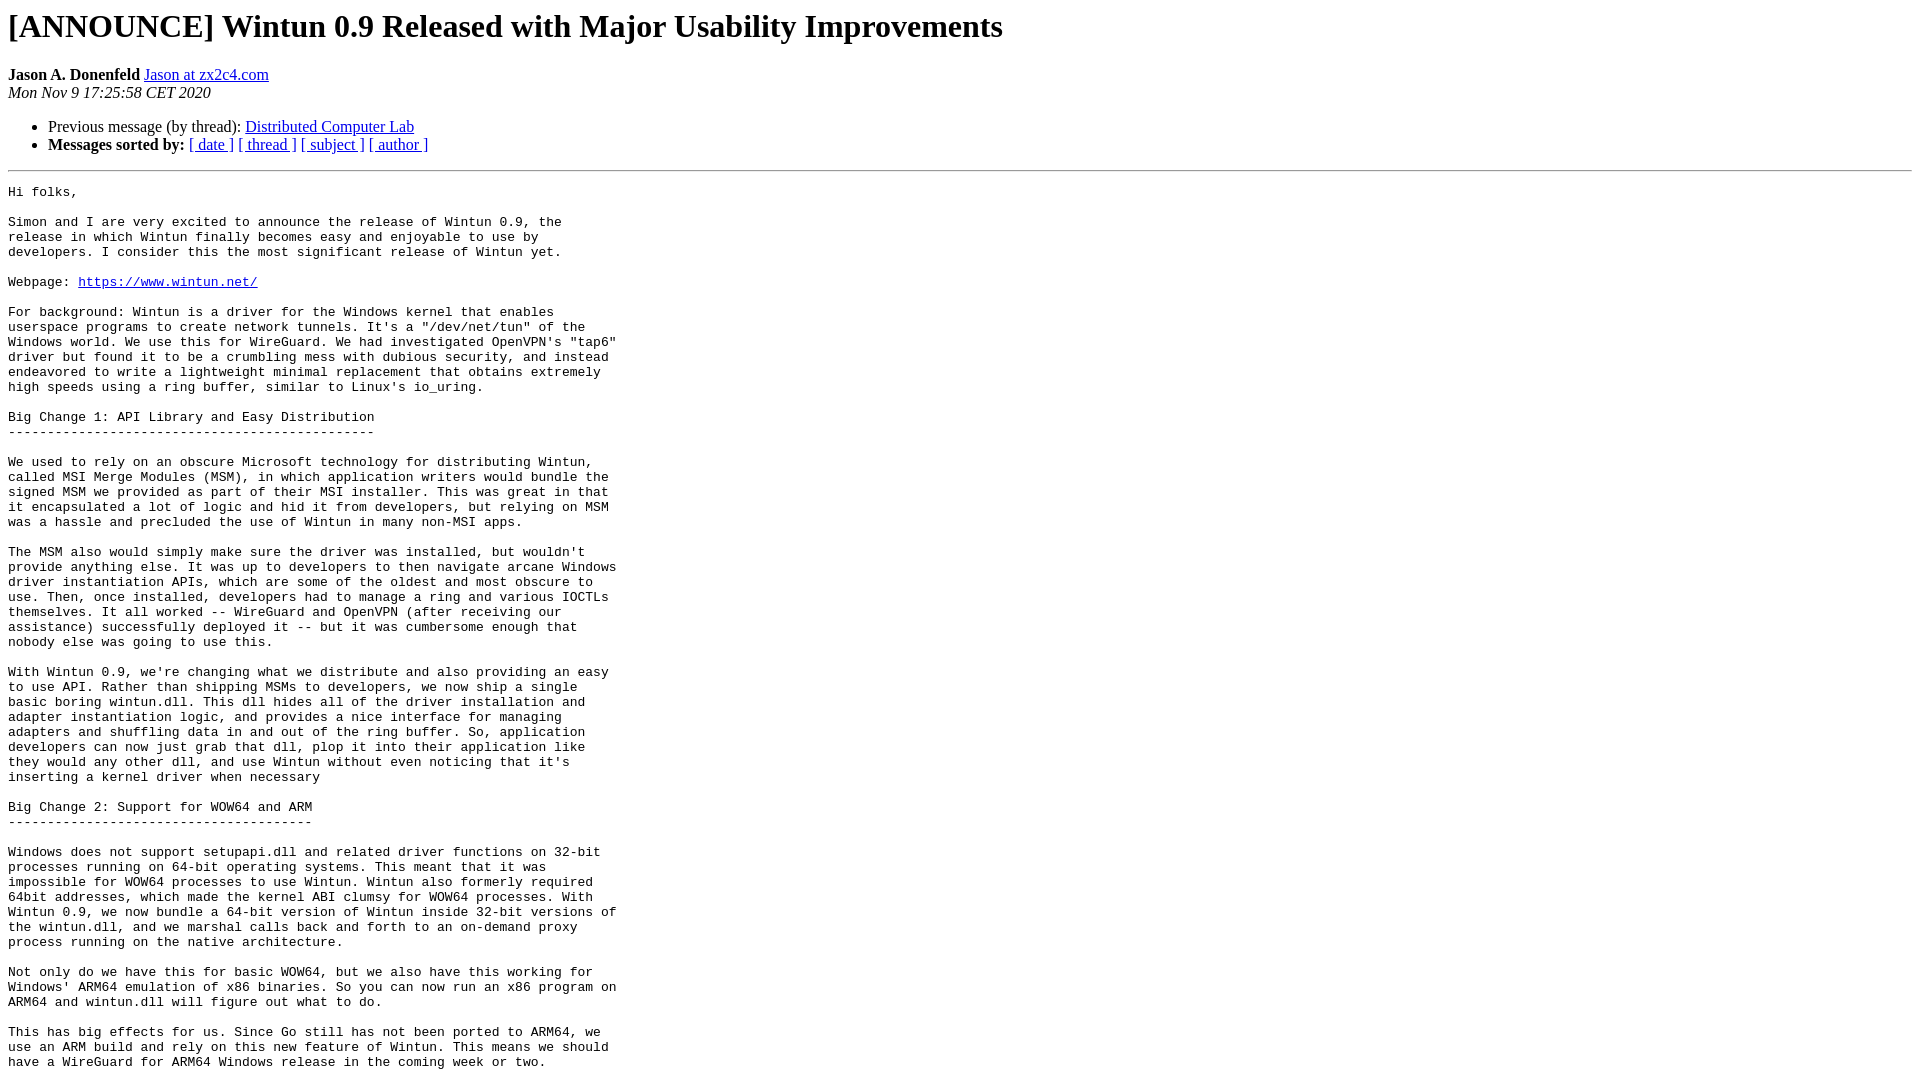 [ANNOUNCE] Wintun 0.9 Released with Major Usability Improvements
Jason A. Donenfeld Jason at zx2c4.com
Mon Nov 9 17:25:58 CET 2020
Previous message (by thread): Distributed Computer Lab
Messages sorted by: [ date ] [ thread ] [ subject ] [ author ]
Hi folks,
Simon and I are very excited to announce the release of Wintun 0.9, the
release in which Wintun finally becomes easy and enjoyable to use by
developers. I consider this the most significant release of Wintun yet.
Webpage: https://www.wintun.net/
For background: Wintun is a driver for the Windows kernel that enables
userspace programs to create network tunnels. It's a "/dev/net/tun" of the
Windows world. We use this for WireGuard. We had investigated OpenVPN's "tap6"
driver but found it to be a crumbling mess with dubious security, and instead
endeavored to write a lightweight minimal replacement that obtains extremely
high speeds using a ring buffer, similar to Linux's io_uring.
Big Change 1: API Library and Easy Distribution
-----------------------------------------------
We used to rely on an obscure Microsoft technology for distributing Wintun,
called MSI Merge Modules (MSM), in which application writers would bundle the
signed MSM we provided as part of their MSI installer. This was great in that
it encapsulated a lot of logic and hid it from developers, but relying on MSM
was a hassle and precluded the use of Wintun in many non-MSI apps.
The MSM also would simply make sure the driver was installed, but wouldn't
provide anything else. It was up to developers to then navigate arcane Windows
driver instantiation APIs, which are some of the oldest and most obscure to
use. Then, once installed, developers had to manage a ring and various IOCTLs
themselves. It all worked -- WireGuard and OpenVPN (after receiving our
assistance) successfully deployed it -- but it was cumbersome enough that
nobody else was going to use this.
With Wintun 0.9, we're changing what we distribute and also providing an easy
to use API. Rather than shipping MSMs to developers, we now ship a single
basic boring wintun.dll. This dll hides all of the driver installation and
adapter instantiation logic, and provides a nice interface for managing
adapters and shuffling data in and out of the ring buffer. So, application
developers can now just grab that dll, plop it into their application like
they would any other dll, and use Wintun without even noticing that it's
inserting a kernel driver when necessary
Big Change 2: Support for WOW64 and ARM
---------------------------------------
Windows does not support setupapi.dll and related driver functions on 32-bit
processes running on 64-bit operating systems. This meant that it was
impossible for WOW64 processes to use Wintun. Wintun also formerly required
64bit addresses, which made the kernel ABI clumsy for WOW64 processes. With
Wintun 0.9, we now bundle a 64-bit version of Wintun inside 32-bit versions of
the wintun.dll, and we marshal calls back and forth to an on-demand proxy
process running on the native architecture.
Not only do we have this for basic WOW64, but we also have this working for
Windows' ARM64 emulation of x86 binaries. So you can now run an x86 program on
ARM64 and wintun.dll will figure out what to do.
This has big effects for us. Since Go still has not been ported to ARM64, we
use an ARM build and rely on this new feature of Wintun. This means we should
have a WireGuard for ARM64 Windows release in the coming week or two.